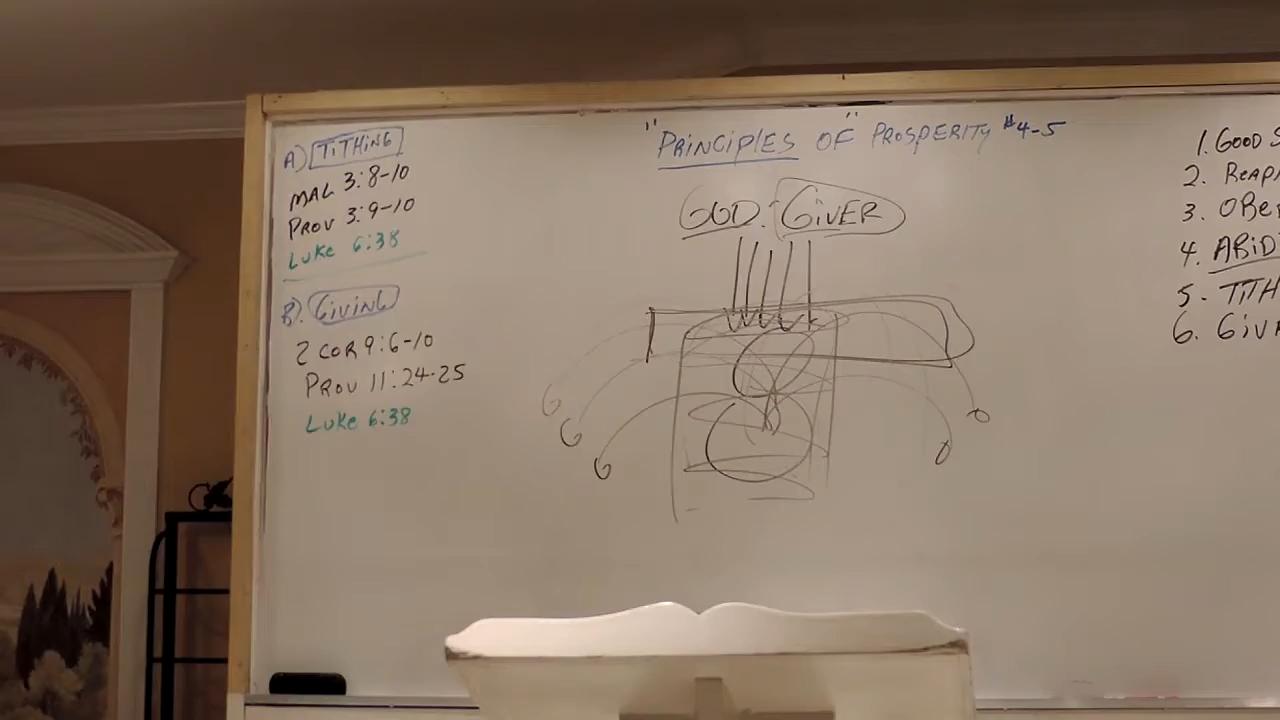 A) TITHING
MAL 3:8-10
PROV 3:9-10
LUKE 6:38
B). GIVING
2 COR 9:6-10
PROV 11:24-25
LUKE 6:38
"PRINCIPLES OF" PROSPERITY #4-5
GOD: GIVER
1. GOOD S
2. REAP
3. OBE
4. ABID
5. TITH
6. GIV